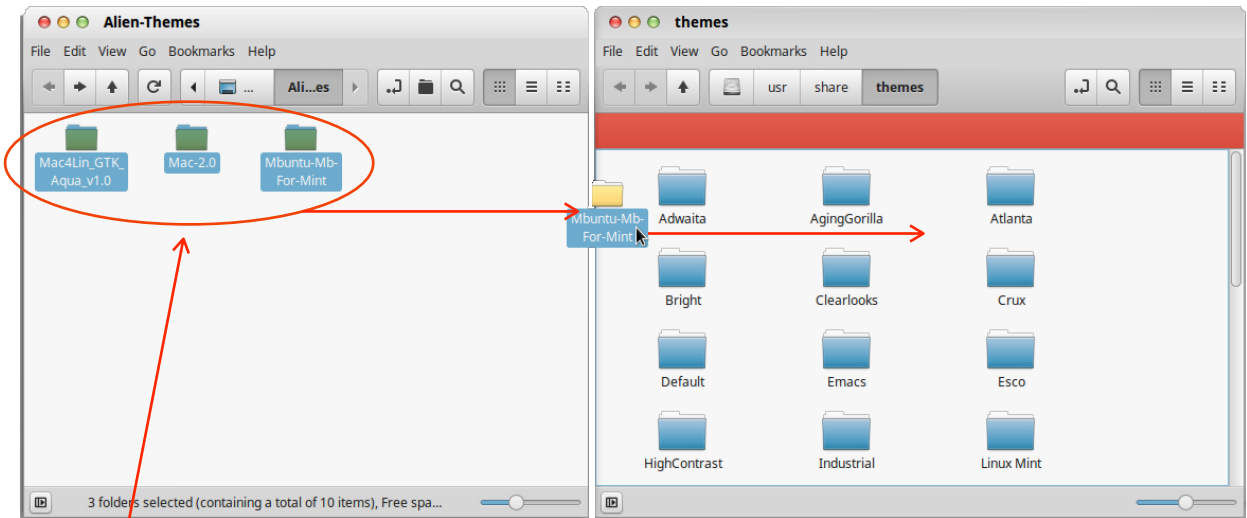 Alien-Themes
File Edit View Go Bookmarks Help
... Ali...es
Mac4Lin_GTK_
Aqua_v1.0
Mac-2.0
Mbuntu-Mb-
For-Mint
3 folders selected (containing a total of 10 items), Free spa...
Mbuntu-Mb-
For-Mint
themes
File Edit View Go Bookmarks Help
usr share themes
Adwaita AgingGorilla Atlanta
Bright Clearlooks Crux
Default Emacs Esco
HighContrast Industrial Linux Mint